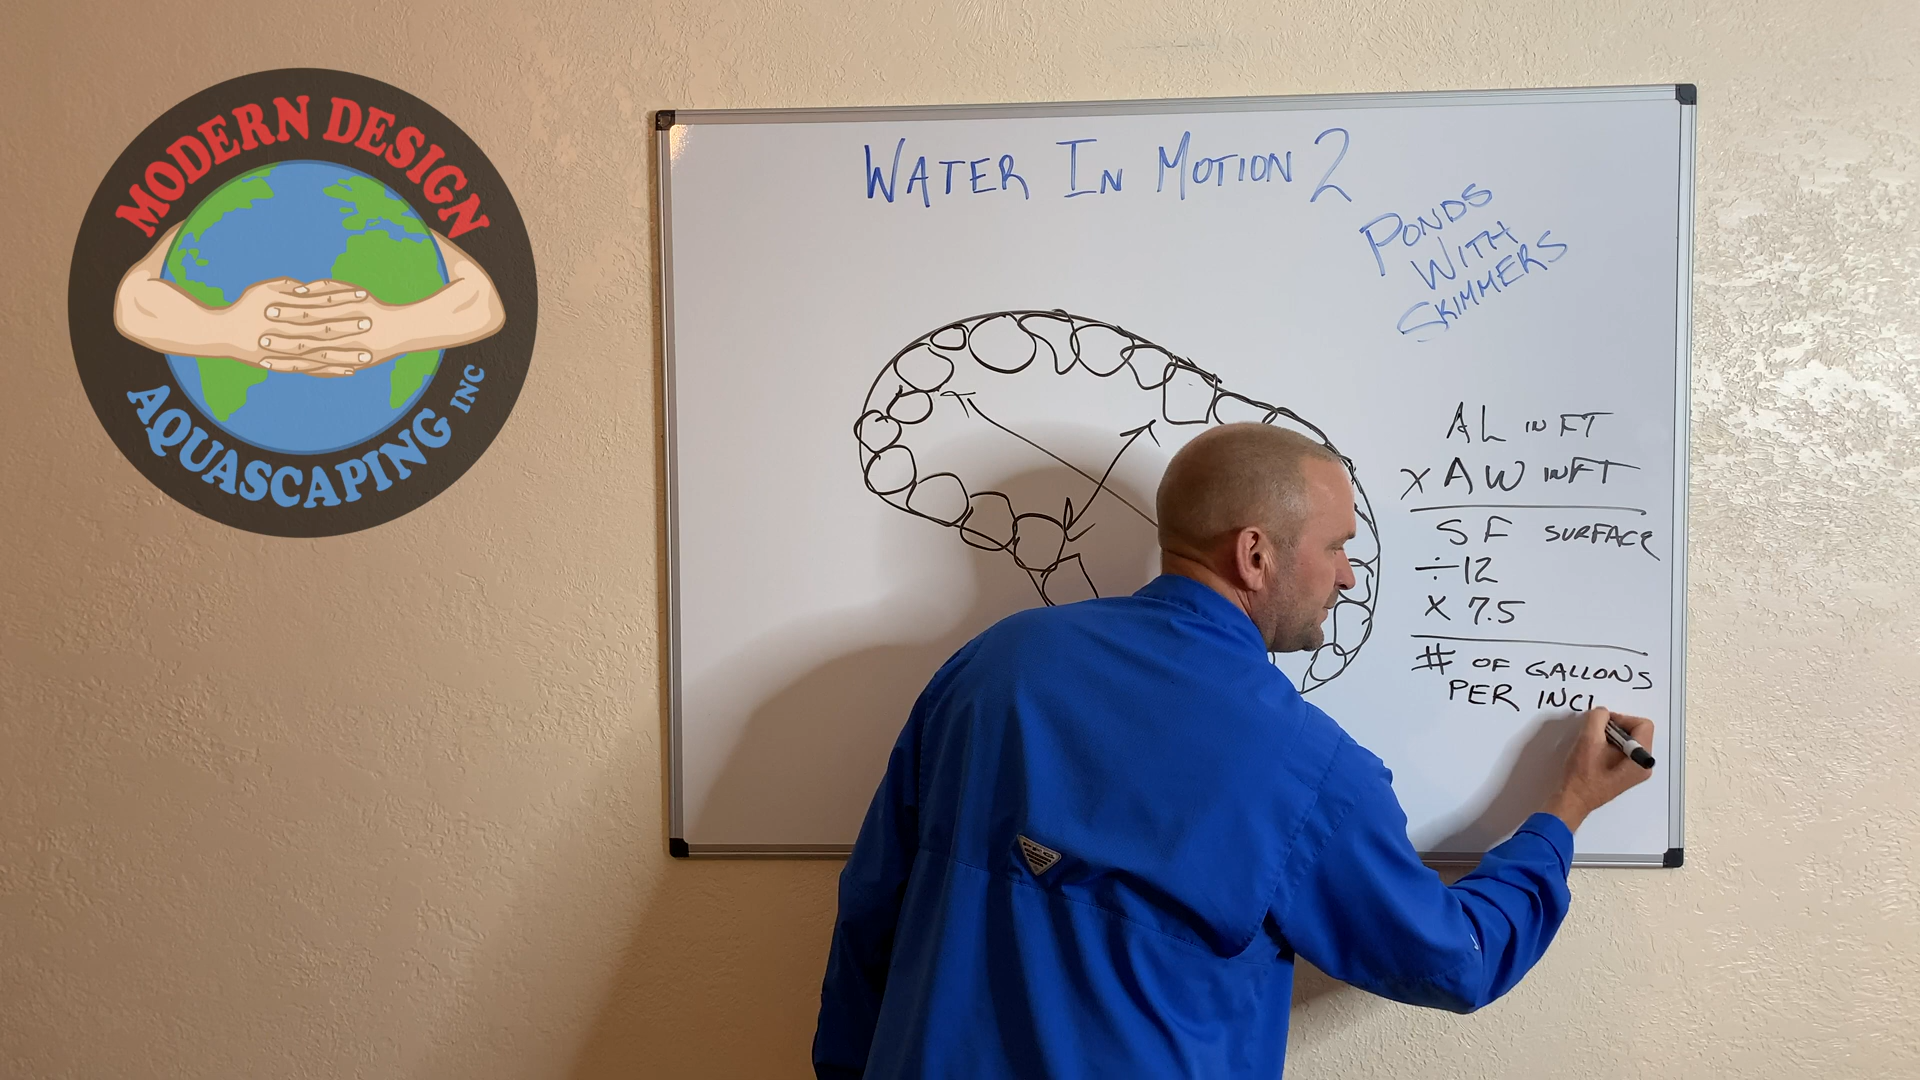 MODERN DESIGN
AQUASCAPING INC
WATER IN MOTION 2
PONDS
WITH
SKIMMERS
AL IN FT
X AW IN FT
SF SURFACE
÷12
X 7.5
# OF GALLONS
PER INCH